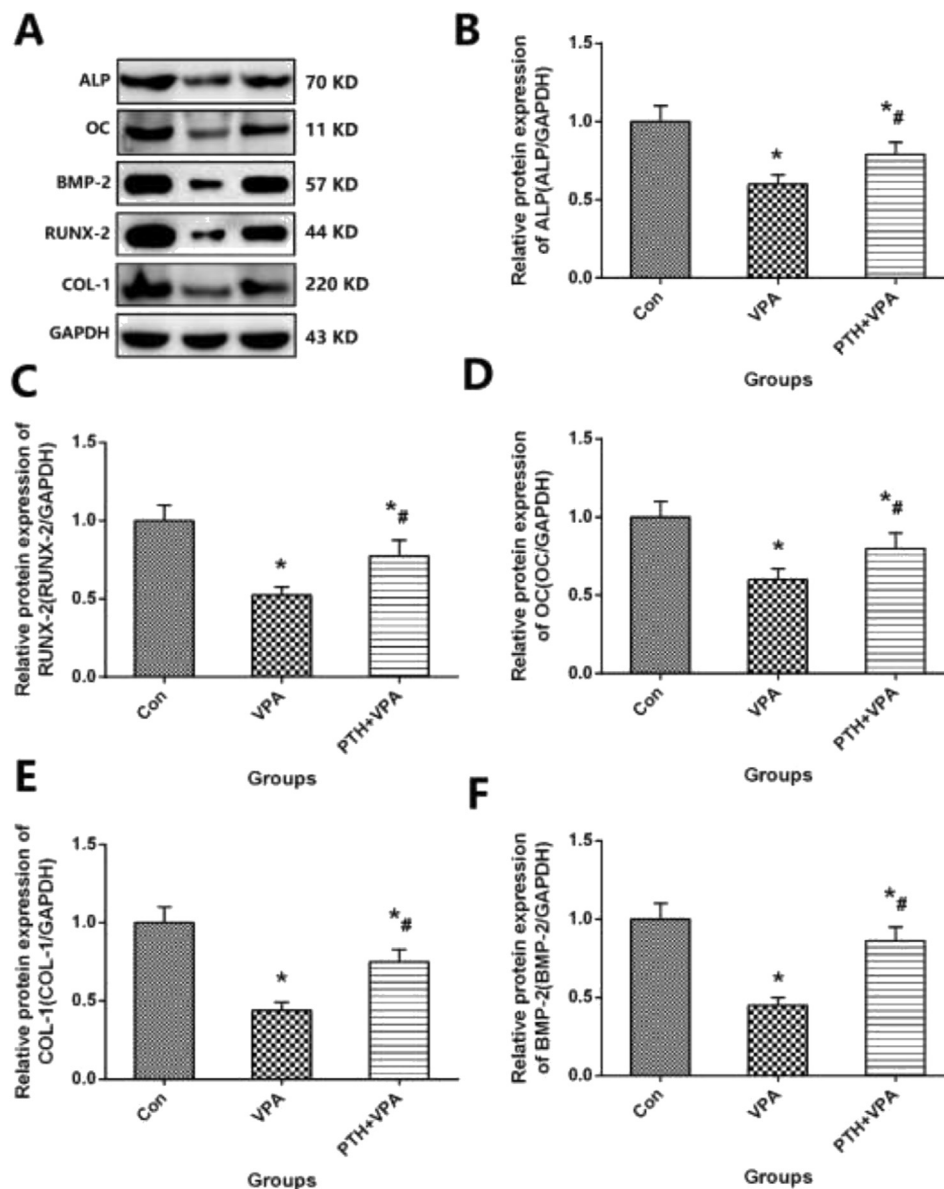 A
ALP
70 KD
OC
11 KD
BMP-2
57 KD
RUNX-2
44 KD
COL-1
220 KD
GAPDH
43 KD
B
Relative protein expression
of ALP(ALP/GAPDH)
1.5
1.0
0.5
0.0
*
*#
Con
VPA
PTH+VPA
Groups
C
Relative protein expression of
RUNX-2(RUNX-2/GAPDH)
1.5
1.0
0.5
0.0
*
*#
Con
VPA
PTH+VPA
Groups
D
Relative protein expression
of OC(OC/GAPDH)
1.5
1.0
0.5
0.0
*
*#
Con
VPA
PTH+VPA
Groups
E
Relative protein expression of
COL-1(COL-1/GAPDH)
1.5
1.0
0.5
0.0
*
*#
Con
VPA
PTH+VPA
Groups
F
Relative protein expression
of BMP-2(BMP-2/GAPDH)
1.5
1.0
0.5
0.0
*
*#
Con
VPA
PTH+VPA
Groups